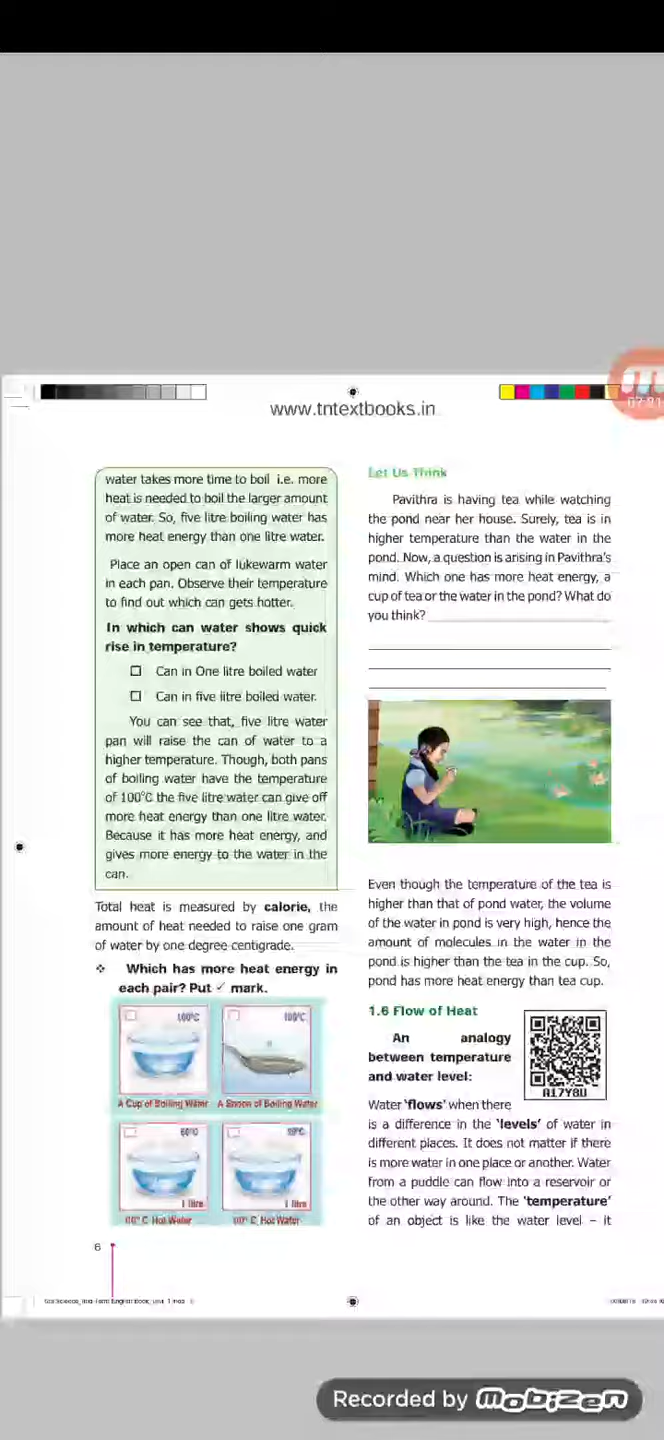 www.tntextbooks.in
water takes more time to boil i.e. more
heat is needed to boil the larger amount
of water. So, five litre boiling water has
more heat energy than one litre water.
Place an open can of lukewarm water
in each pan. Observe their temperature
to find out which can gets hotter.
In which can water shows quick
rise in temperature?
Can in One litre boiled water
Can in five litre boiled water.
You can see that, five litre water
pan will raise the can of water to a
higher temperature. Though, both pans
of boiling water have the temperature
of 100°C the five litre water can give off
more heat energy than one litre water.
Because it has more heat energy, and
gives more energy to the water in the
can.
Total heat is measured by calorie, the
amount of heat needed to raise one gram
of water by one degree centigrade.
❖ Which has more heat energy in
each pair? Put ✓ mark.
100°C
100°C
A Cup of Boiling Water
A Spoon of Boiling Water
1 litre
1 litre
C Hot Water
C Hot Water
6
Let Us Think
Pavithra is having tea while watching
the pond near her house. Surely, tea is in
higher temperature than the water in the
pond. Now, a question is arising in Pavithra's
mind. Which one has more heat energy, a
cup of tea or the water in the pond? What do
you think?
Even though the temperature of the tea is
higher than that of pond water, the volume
of the water in pond is very high, hence the
amount of molecules in the water in the
pond is higher than the tea in the cup. So,
pond has more heat energy than tea cup.
1.6 Flow of Heat
An analogy
between temperature
and water level:
A17Y8U
Water 'flows' when there
is a difference in the 'levels' of water in
different places. It does not matter if there
is more water in one place or another. Water
from a puddle can flow into a reservoir or
the other way around. The 'temperature'
of an object is like the water level – it
Recorded by mobizen